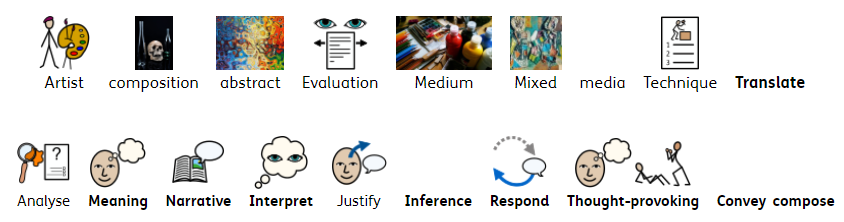 Artist composition abstract Evaluation Medium Mixed media Technique Translate
Analyse Meaning Narrative Interpret Justify Inference Respond Thought-provoking Convey compose